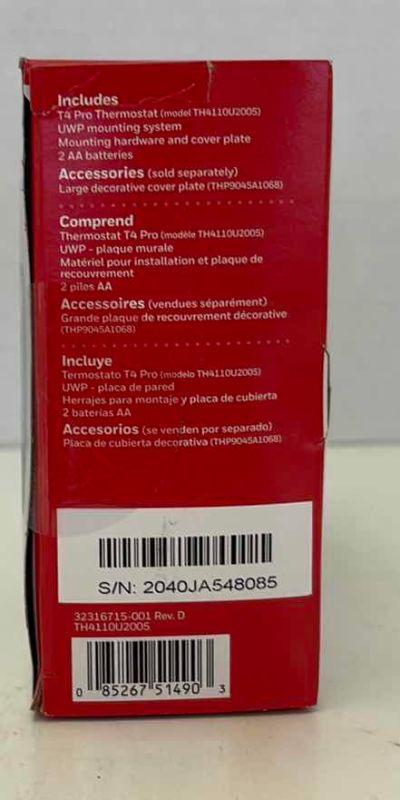 Includes
T4 Pro Thermostat (model TH4110U2005)
UWP mounting system
Mounting hardware and cover plate
2 AA batteries
Accessories (sold separately)
Large decorative cover plate (THP9045A1068)
Comprend
Thermostat T4 Pro (modèle TH4110U2005)
UWP - plaque murale
Matériel pour installation et plaque de
recouvrement
2 piles AA
Accessoires (vendues séparément)
Grande plaque de recouvrement décorative
(THP9045A1068)
Incluye
Termostato T4 Pro (modelo TH4110U2005)
UWP - placa de pared
Herrajes para montaje y placa de cubierta
2 baterías AA
Accesorios (se venden por separado)
Placa de cubierta decorativa (THP9045A1068)
S/N: 2040JA548085
32316715-001 Rev. D
TH4110U2005
0 85267 51490 3